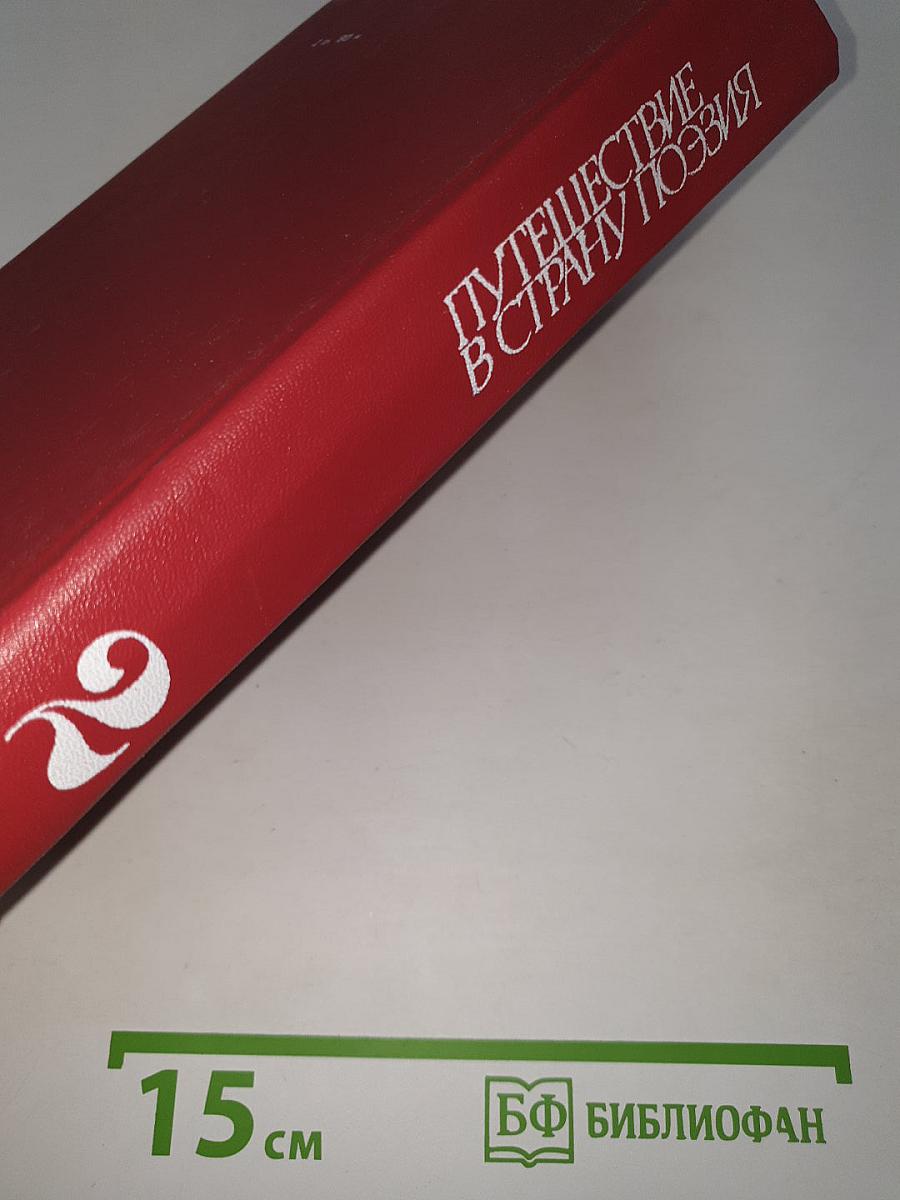 ПУТЕШЕСТВИЕ
В СТРАНУ ПОЭЗИЯ
2
15 см
БФ БИБЛИОФАН